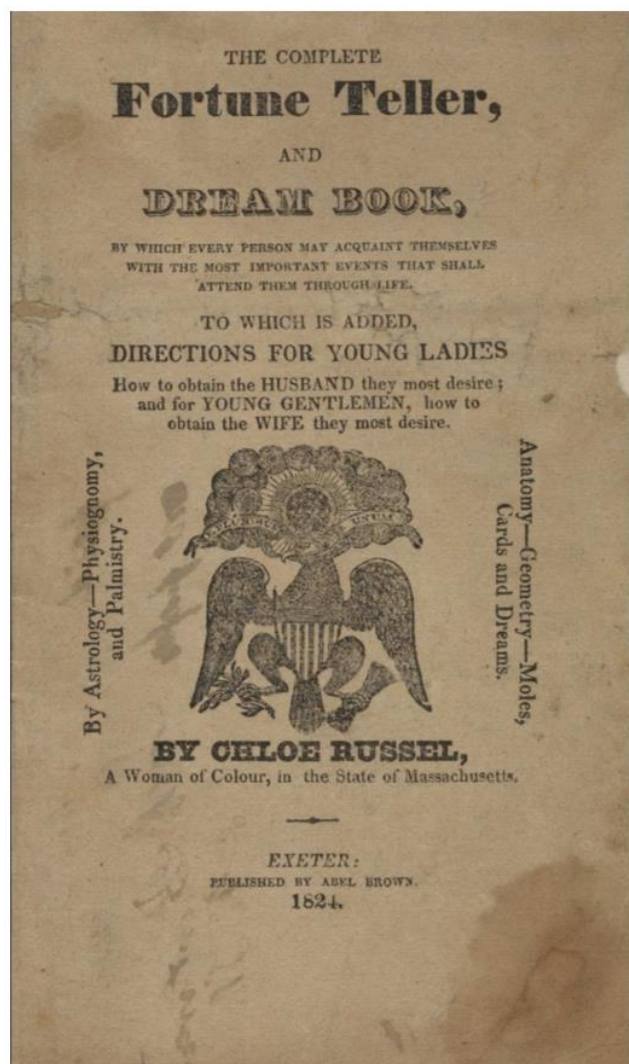 THE COMPLETE
Fortune Teller,
AND
DREAM BOOK,
BY WHICH EVERY PERSON MAY ACQUAINT THEMSELVES
WITH THE MOST IMPORTANT EVENTS THAT SHALL
ATTEND THEM THROUGH LIFE.
TO WHICH IS ADDED,
DIRECTIONS FOR YOUNG LADIES
How to obtain the HUSBAND they most desire;
and for YOUNG GENTLEMEN, how to
obtain the WIFE they most desire.
By Astrology—Physiognomy,
and Palmistry.
UNUM
Anatomy—Geometry—Moles,
Cards and Dreams.
BY CHLOE RUSSEL,
A Woman of Colour, in the State of Massachusetts.
EXETER:
PUBLISHED BY ABEL BROWN.
1824.